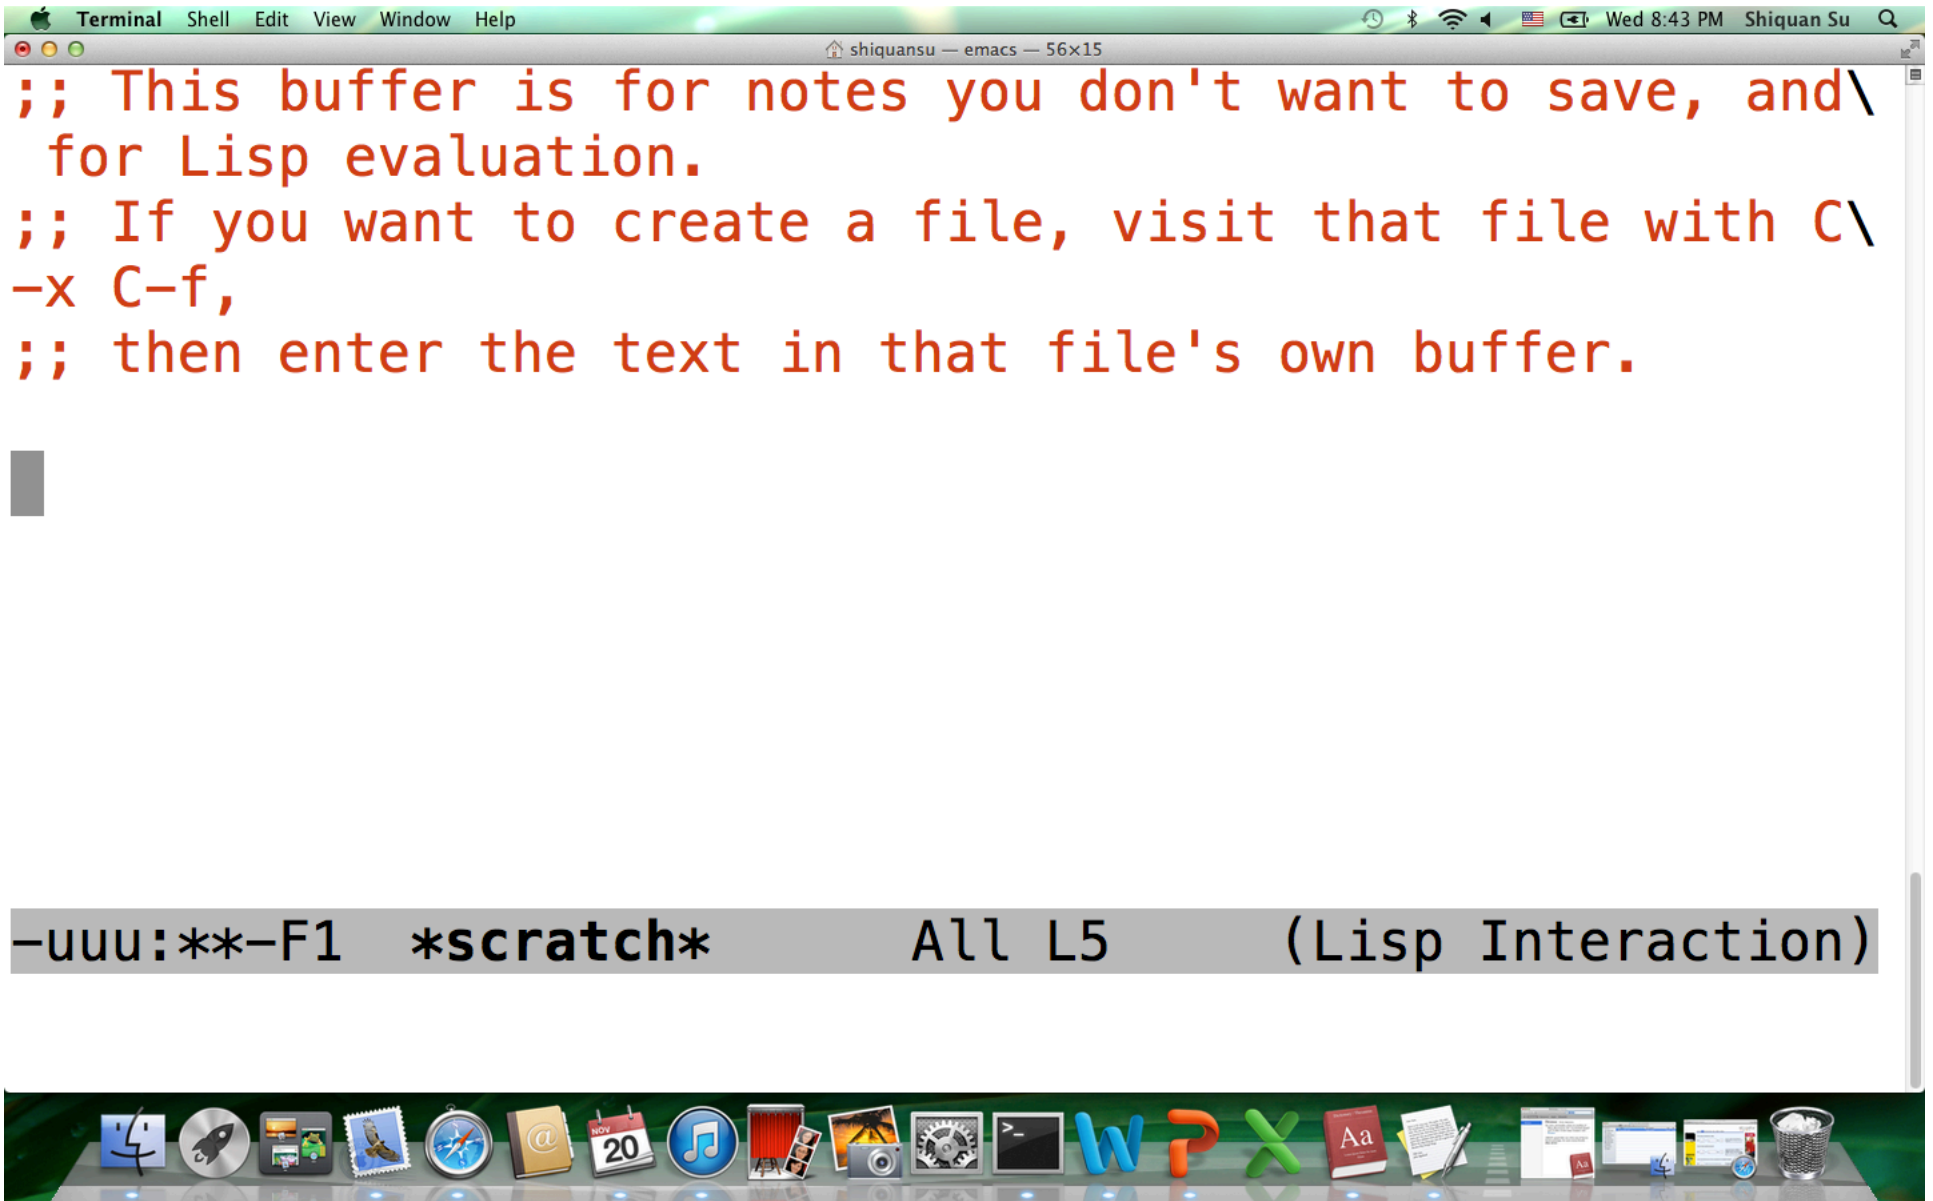 Terminal Shell Edit View Window Help Wed 8:43 PM Shiquan Su
shiquansu — emacs — 56×15
;; This buffer is for notes you don't want to save, and\
 for Lisp evaluation.
;; If you want to create a file, visit that file with C\
-x C-f,
;; then enter the text in that file's own buffer.
-uuu:**-F1 *scratch* All L5 (Lisp Interaction)
NOV
20
@
>_
W P X
Aa
Aa